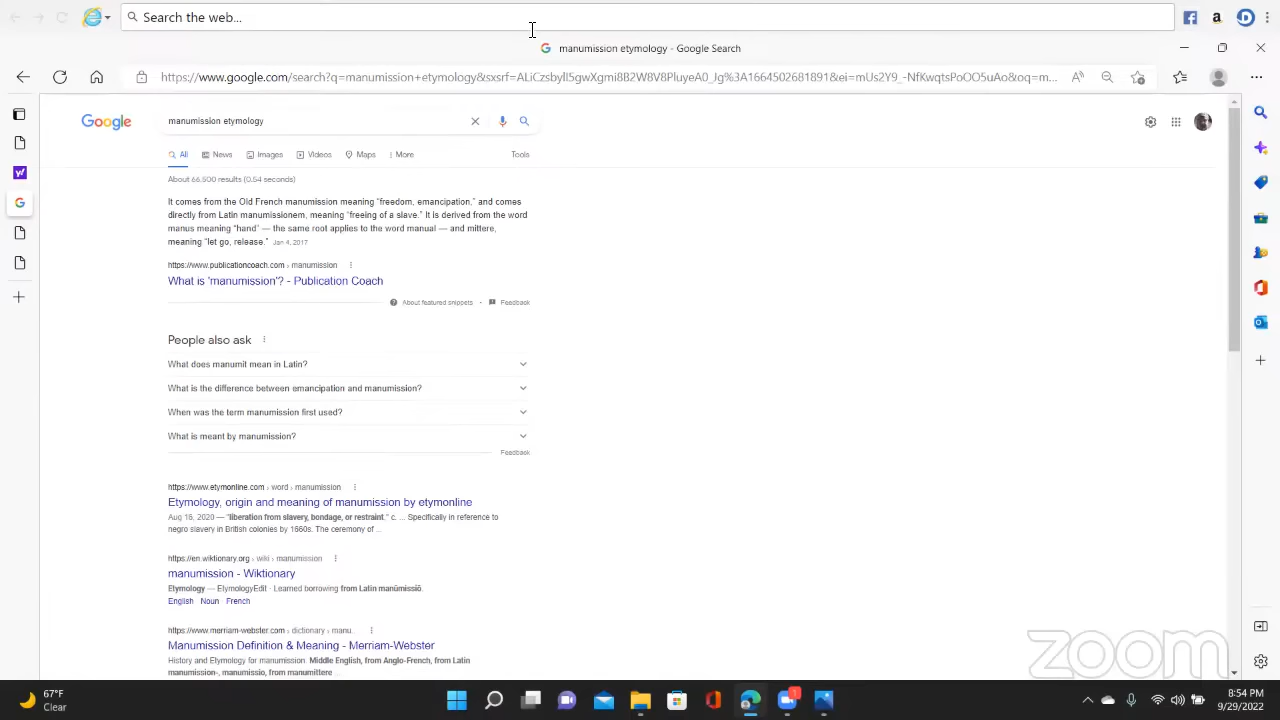 Search the web...
manumission etymology - Google Search
https://www.google.com/search?q=manumission+etymology&sxsrf=ALiCzsbyIl5gwXgmi8B2W8V8PluyeA0_Jg%3A1664502681891&ei=mUs2Y9_-NfKwqtsPoOO5uAo&oq=m...
Google
manumission etymology
All News Images Videos Maps More Tools
About 66,500 results (0.54 seconds)
It comes from the Old French manumission meaning “freedom, emancipation,” and comes
directly from Latin manumissionem, meaning “freeing of a slave.” It is derived from the word
manus meaning “hand” — the same root applies to the word manual — and mittere,
meaning “let go, release.” Jan 4, 2017
https://www.publicationcoach.com › manumission
What is 'manumission'? - Publication Coach
About featured snippets • Feedback
People also ask
What does manumit mean in Latin?
What is the difference between emancipation and manumission?
When was the term manumission first used?
What is meant by manumission?
Feedback
https://www.etymonline.com › word › manumission
Etymology, origin and meaning of manumission by etymonline
Aug 16, 2020 — "liberation from slavery, bondage, or restraint," c. ... Specifically in reference to
negro slavery in British colonies by 1660s. The ceremony of ...
https://en.wiktionary.org › wiki › manumission
manumission - Wiktionary
Etymology — EtymologyEdit · Learned borrowing from Latin manūmissiō.
English Noun French
https://www.merriam-webster.com › dictionary › manu.
Manumission Definition & Meaning - Merriam-Webster
History and Etymology for manumission. Middle English, from Anglo-French, from Latin
manumission-, manumissio, from manumittere
zoom
67°F
Clear
1
8:54 PM
9/29/2022